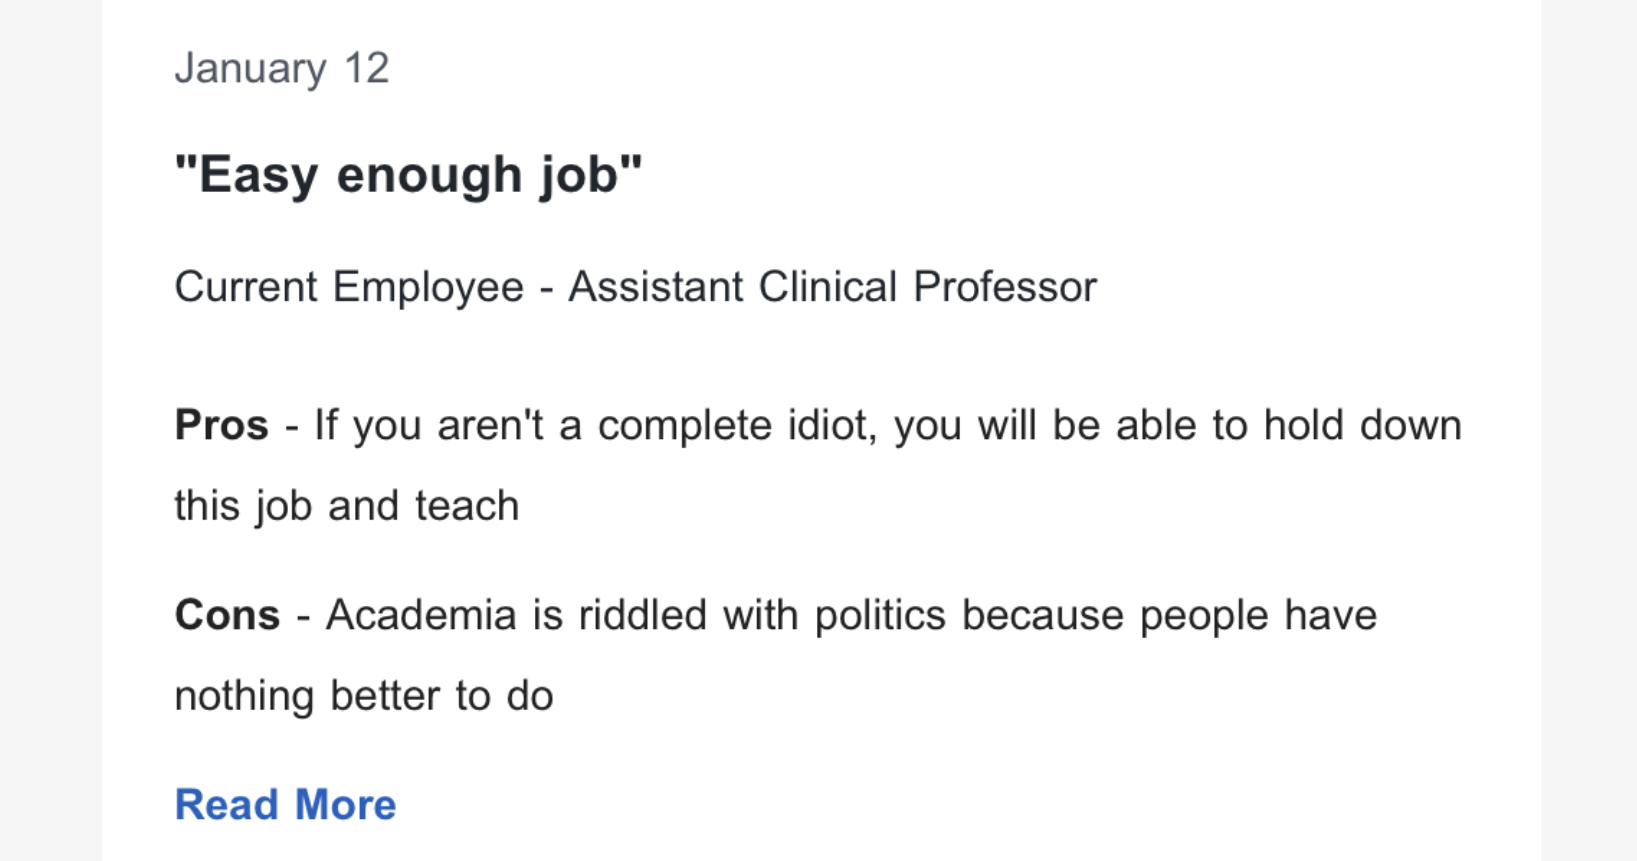 January 12
"Easy enough job"
Current Employee - Assistant Clinical Professor
Pros - If you aren't a complete idiot, you will be able to hold down
this job and teach
Cons - Academia is riddled with politics because people have
nothing better to do
Read More